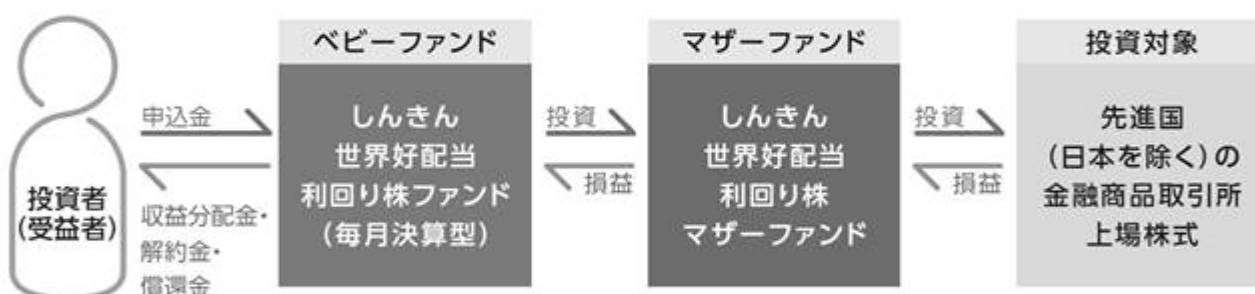 投資者
(受益者)
申込金
収益分配金・
解約金・
償還金
ベビーファンド
しんきん
世界好配当
利回り株ファンド
(毎月決算型)
投資
損益
マザーファンド
しんきん
世界好配当
利回り株
マザーファンド
投資
損益
投資対象
先進国
(日本を除く)の
金融商品取引所
上場株式